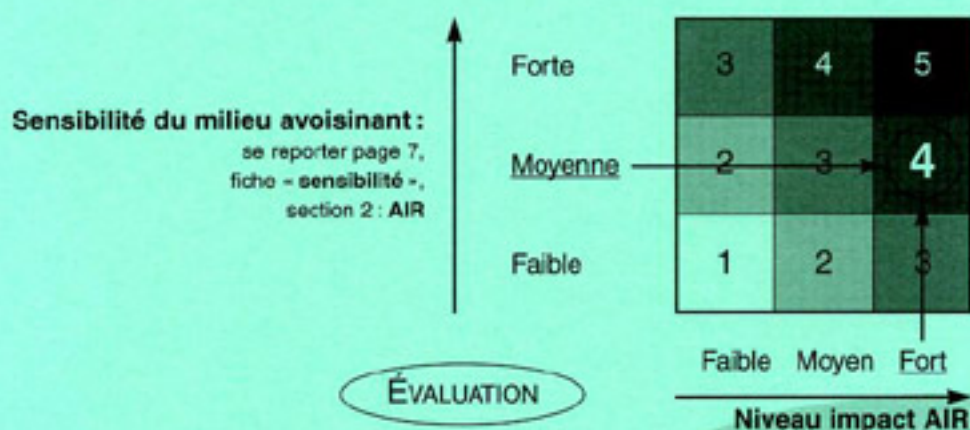 Sensibilité du milieu avoisinant :
se reporter page 7,
fiche « sensibilité »,
section 2 : AIR
Forte
Moyenne
Faible
3 4 5
2 3 4
1 2 3
Faible Moyen Fort
Niveau impact AIR
ÉVALUATION